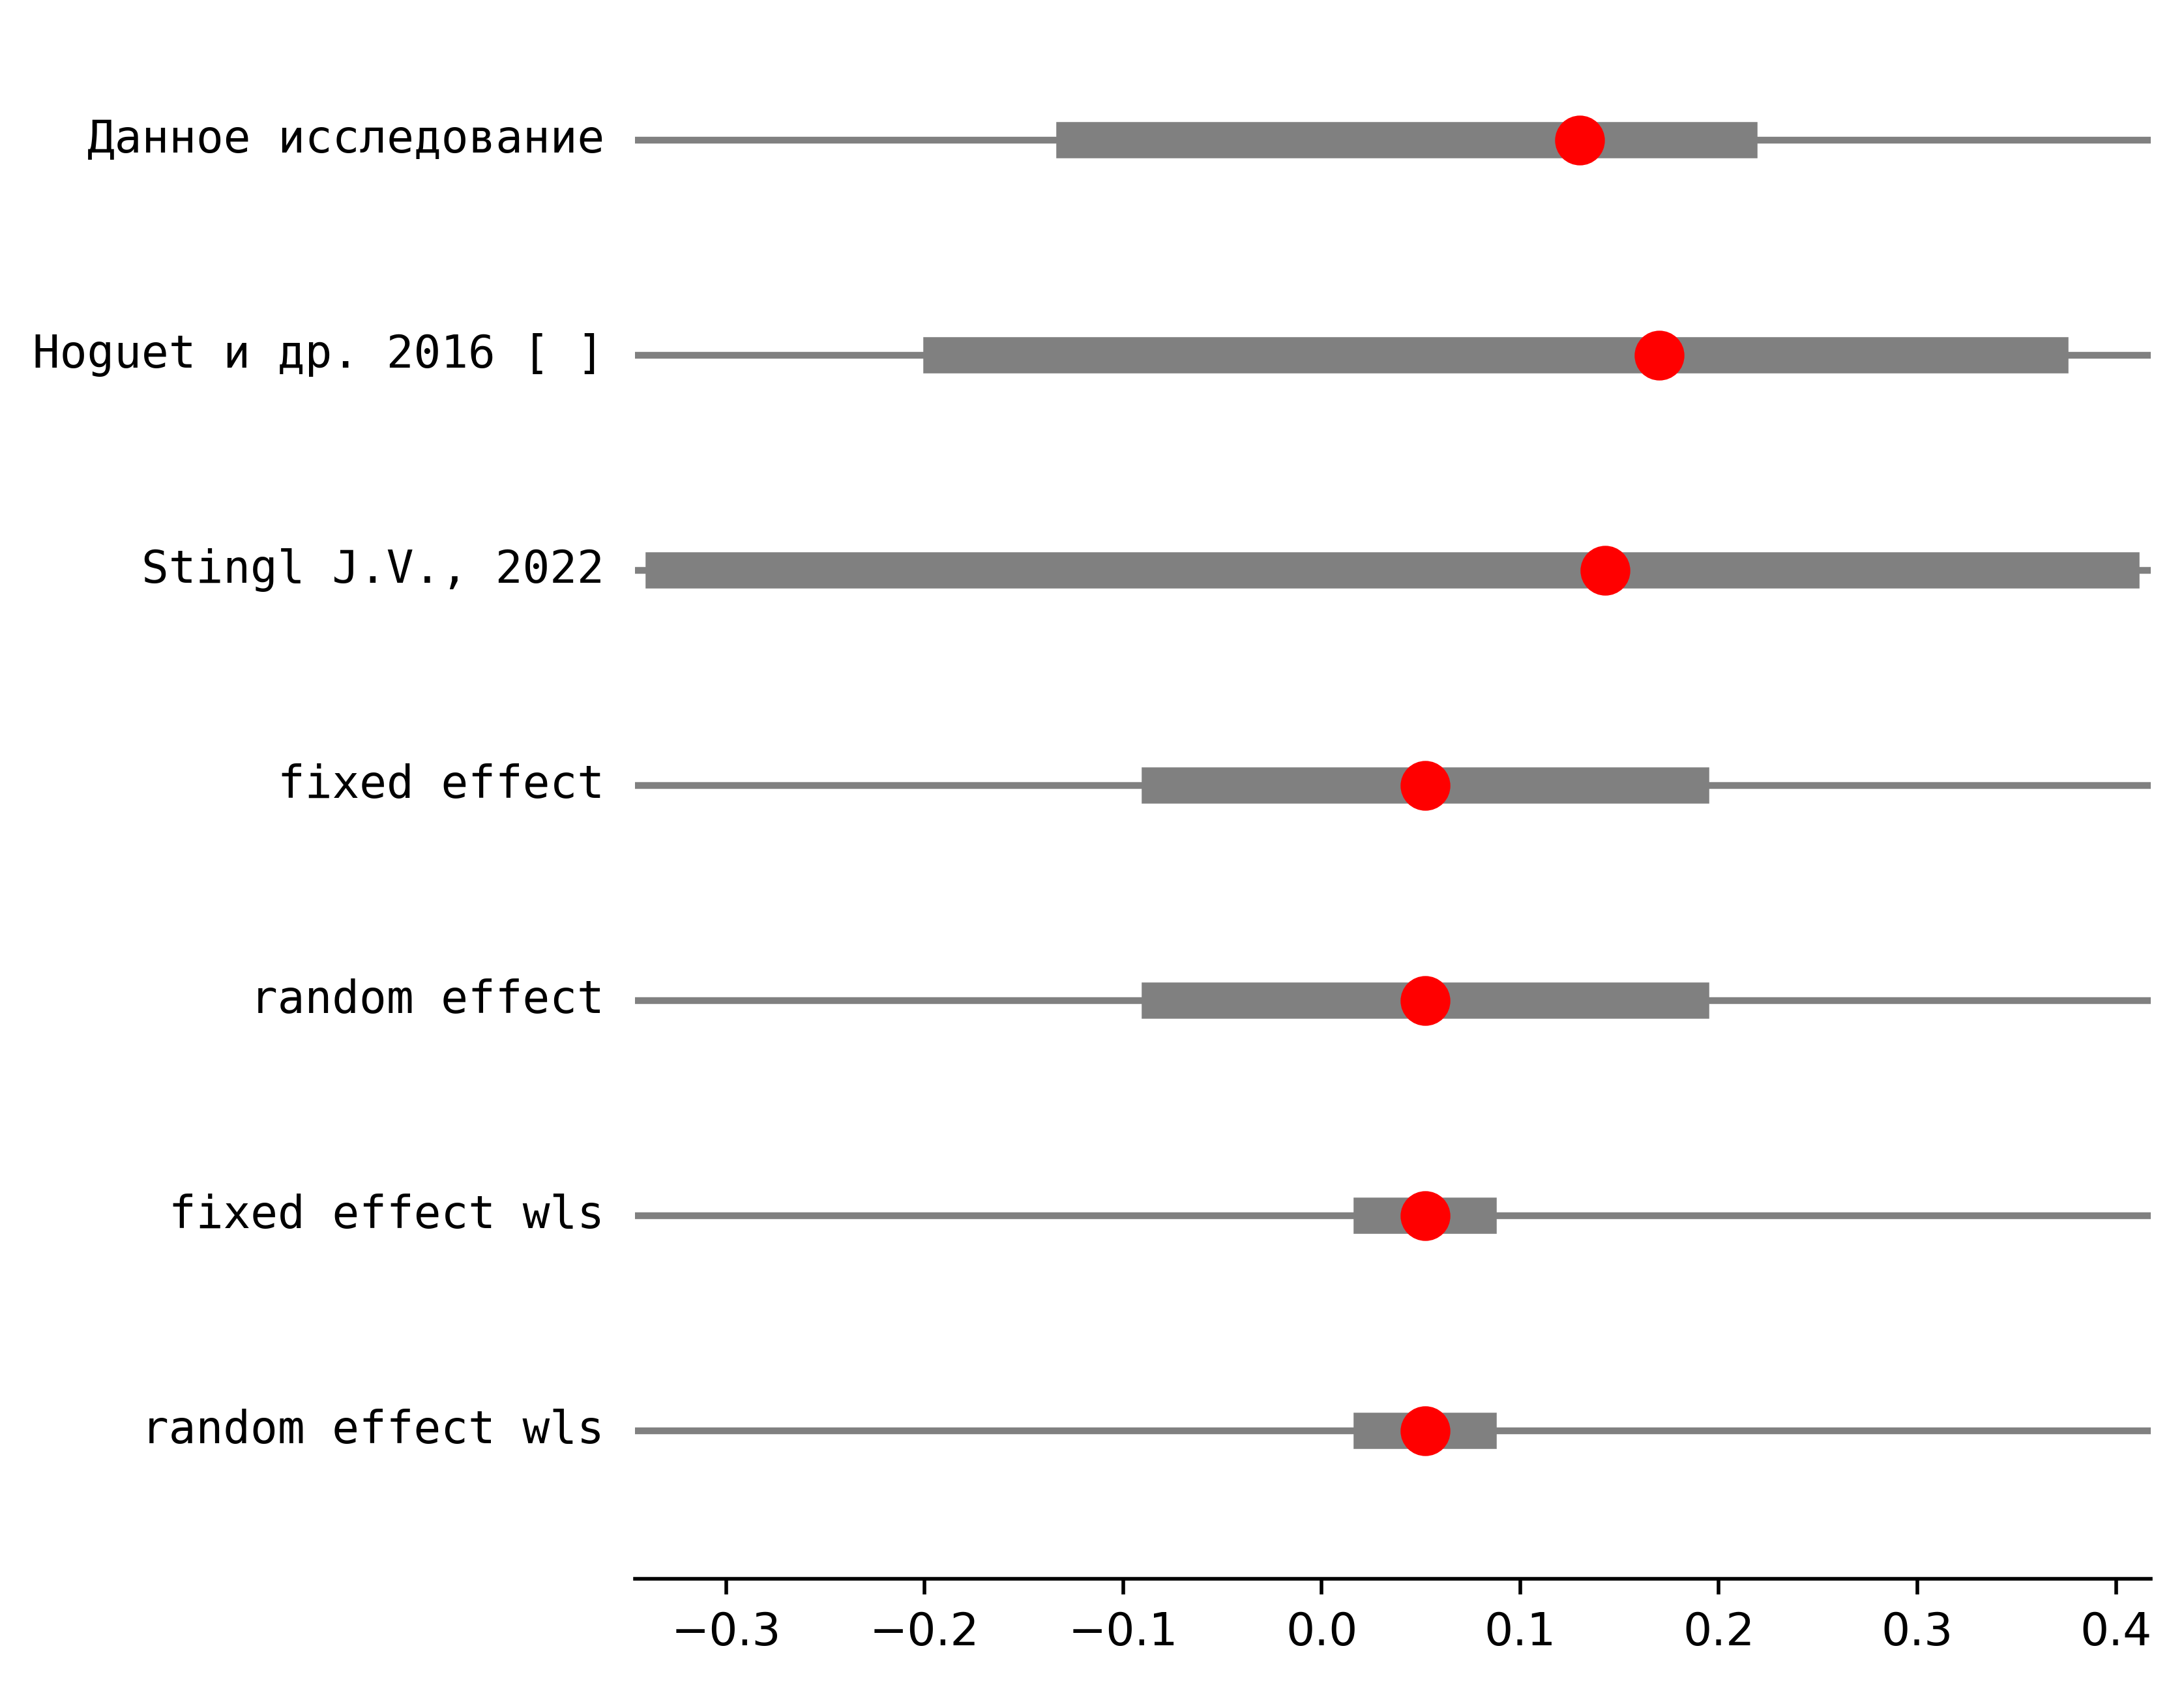 Данное исследование
Hoguet и др. 2016 [ ]
Stingl J.V., 2022
fixed effect
random effect
fixed effect wls
random effect wls
−0.3 −0.2 −0.1 0.0 0.1 0.2 0.3 0.4